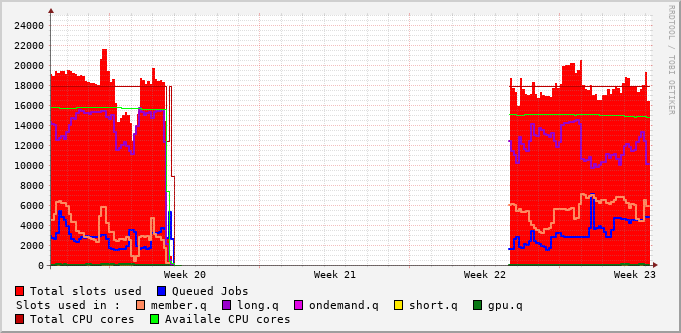 24000
22000
20000
18000
16000
14000
12000
10000
8000
6000
4000
2000
0
Week 20 Week 21 Week 22 Week 23
RRDTOOL / TOBI OETIKER
Total slots used Queued Jobs
Slots used in : member.q long.q ondemand.q short.q gpu.q
Total CPU cores Availale CPU cores